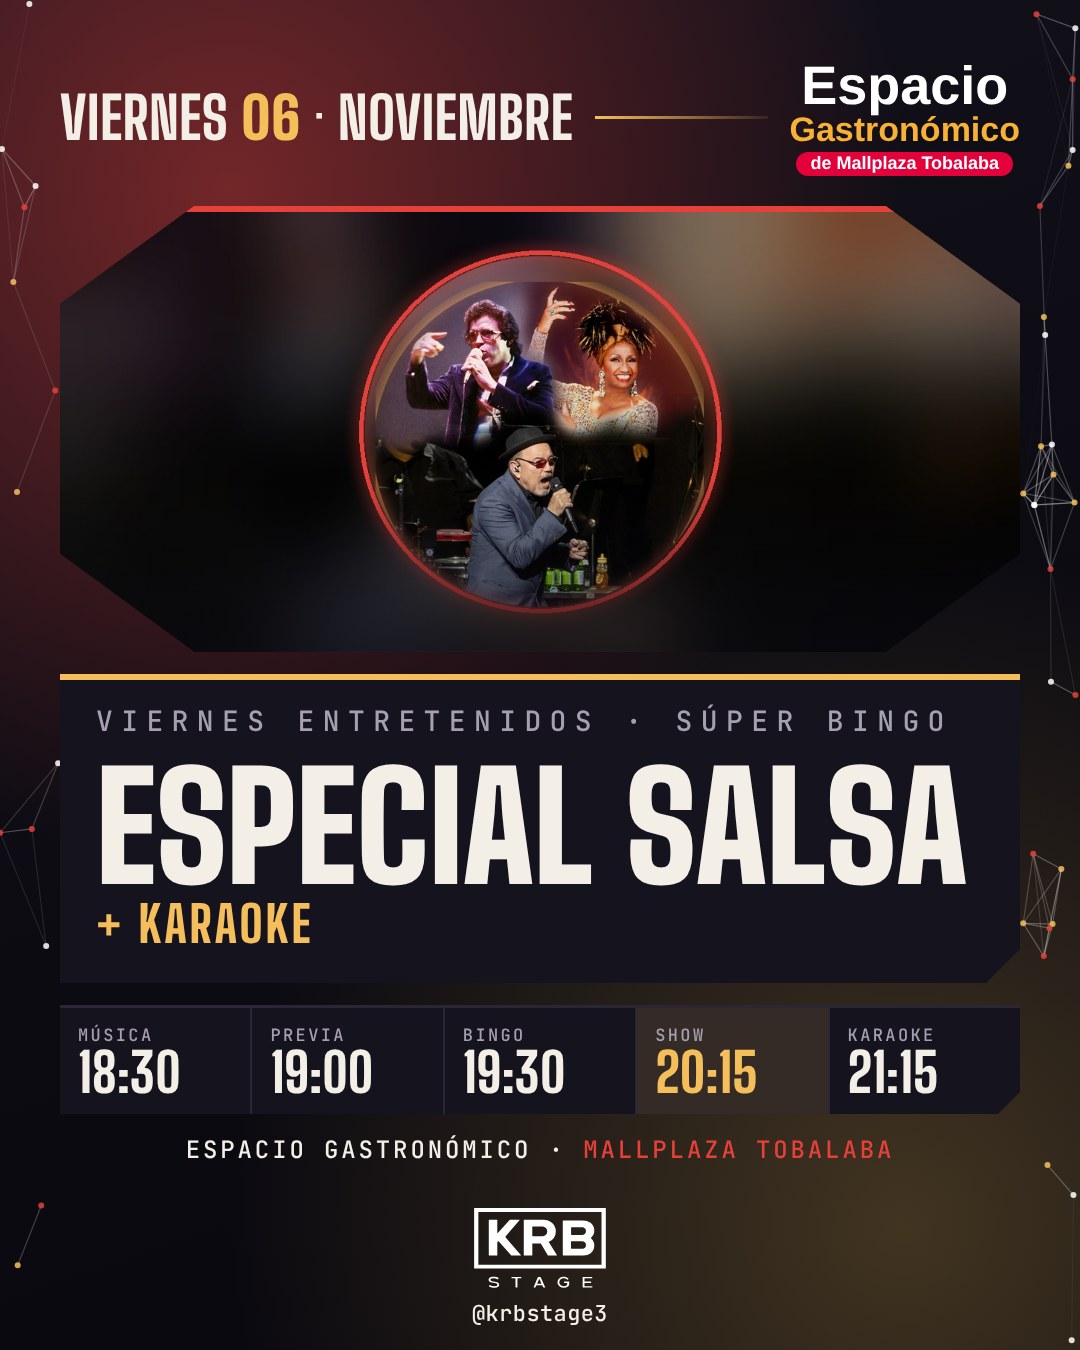 VIERNES 06 · NOVIEMBRE
Espacio
Gastronómico
de Mallplaza Tobalaba
VIERNES ENTRETENIDOS · SÚPER BINGO
ESPECIAL SALSA
+ KARAOKE
MÚSICA
18:30
PREVIA
19:00
BINGO
19:30
SHOW
20:15
KARAOKE
21:15
ESPACIO GASTRONÓMICO · MALLPLAZA TOBALABA
KRB
STAGE
@krbstage3